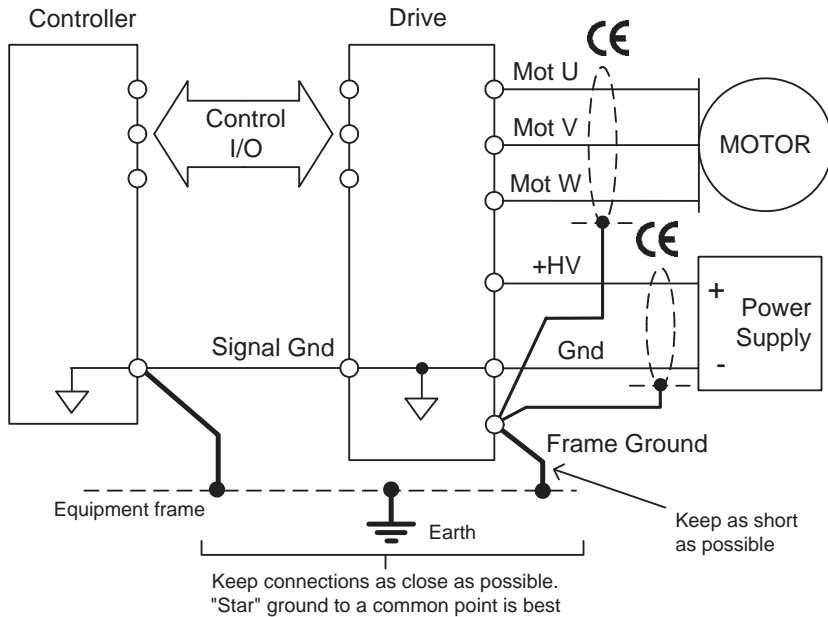 Controller
Drive
CE
Mot U
Control
I/O
Mot V
MOTOR
Mot W
CE
+HV
+
Power
Supply
Signal Gnd
Gnd
-
Frame Ground
Equipment frame
Earth
Keep as short
as possible
Keep connections as close as possible.
"Star" ground to a common point is best